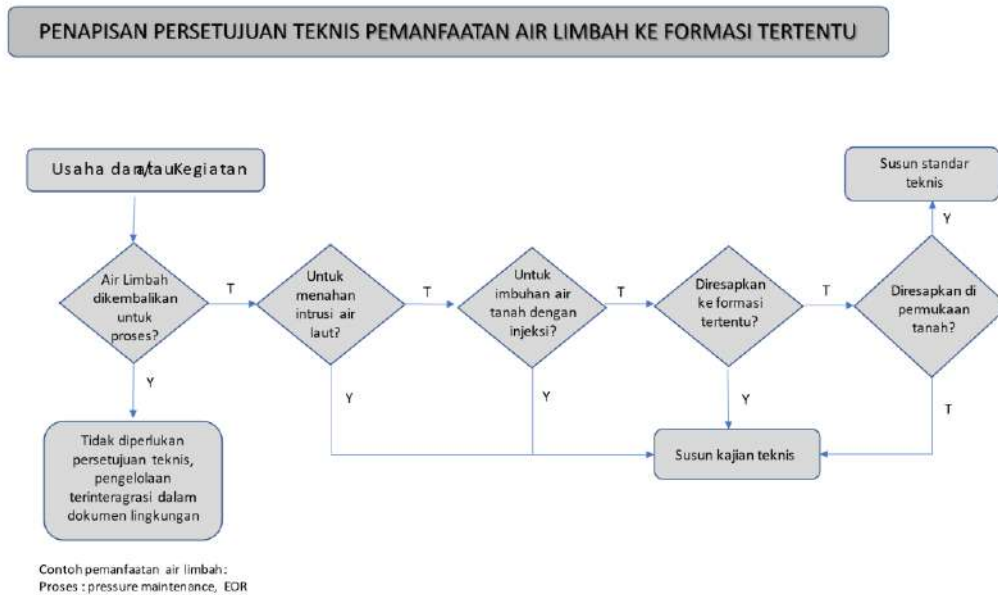 PENAPISAN PERSETUJUAN TEKNIS PEMANFAATAN AIR LIMBAH KE FORMASI TERTENTU
Usaha dan/atau Kegiatan
Susun standar
teknis
Y
Air Limbah
dikembalikan
untuk
proses?
T
Untuk
menahan
intrusi air
laut?
T
Untuk
imbuhan air
tanah dengan
injeksi?
T
Diresapkan
ke formasi
tertentu?
T
Diresapkan di
permukaan
tanah?
Y
Y
Y
Y
T
Tidak diperlukan
persetujuan teknis,
pengelolaan
terinteragrasi dalam
dokumen lingkungan
Susun kajian teknis
Contoh pemanfaatan air limbah:
Proses : pressure maintenance, EOR